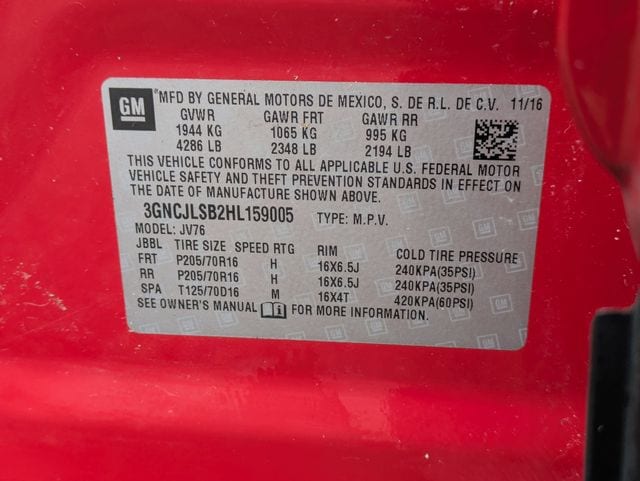 GM
*MFD BY GENERAL MOTORS DE MEXICO, S. DE R.L. DE C.V. 11/16
GVWR GAWR FRT GAWR RR
1944 KG 1065 KG 995 KG
4286 LB 2348 LB 2194 LB
THIS VEHICLE CONFORMS TO ALL APPLICABLE U.S. FEDERAL MOTOR
VEHICLE SAFETY AND THEFT PREVENTION STANDARDS IN EFFECT ON
THE DATE OF MANUFACTURE SHOWN ABOVE.
3GNCJLSB2HL159005 TYPE: M.P.V.
MODEL: JV76
JBBL TIRE SIZE SPEED RTG RIM COLD TIRE PRESSURE
FRT P205/70R16 H 16X6.5J 240KPA(35PSI)
RR P205/70R16 H 16X6.5J 240KPA(35PSI)
SPA T125/70D16 M 16X4T 420KPA(60PSI)
SEE OWNER'S MANUAL FOR MORE INFORMATION.